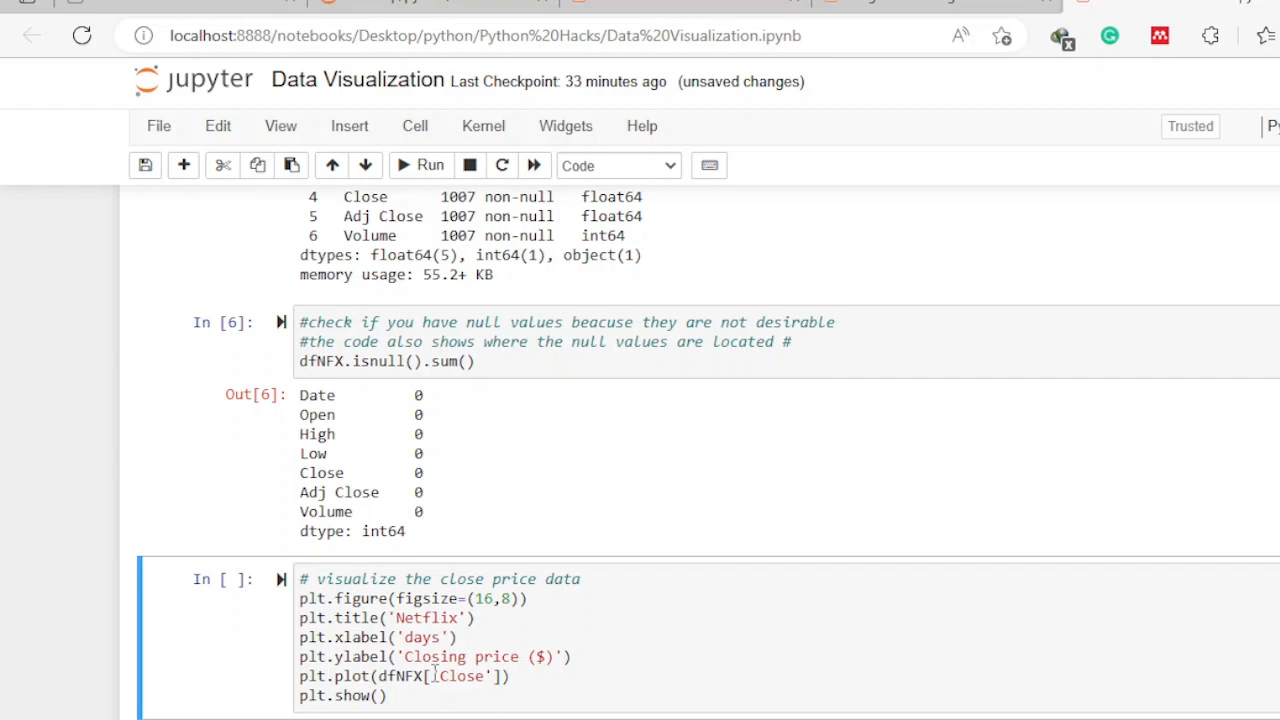 localhost:8888/notebooks/Desktop/python/Python%20Hacks/Data%20Visualization.ipynb
jupyter Data Visualization Last Checkpoint: 33 minutes ago (unsaved changes)
File Edit View Insert Cell Kernel Widgets Help Trusted
Run Code
4 Close 1007 non-null float64
5 Adj Close 1007 non-null float64
6 Volume 1007 non-null int64
dtypes: float64(5), int64(1), object(1)
memory usage: 55.2+ KB
In [6]: #check if you have null values beacuse they are not desirable
#the code also shows where the null values are located #
dfNFX.isnull().sum()
Out[6]: Date 0
Open 0
High 0
Low 0
Close 0
Adj Close 0
Volume 0
dtype: int64
In [ ]: # visualize the close price data
plt.figure(figsize=(16,8))
plt.title('Netflix')
plt.xlabel('days')
plt.ylabel('Closing price ($)')
plt.plot(dfNFX['Close'])
plt.show()